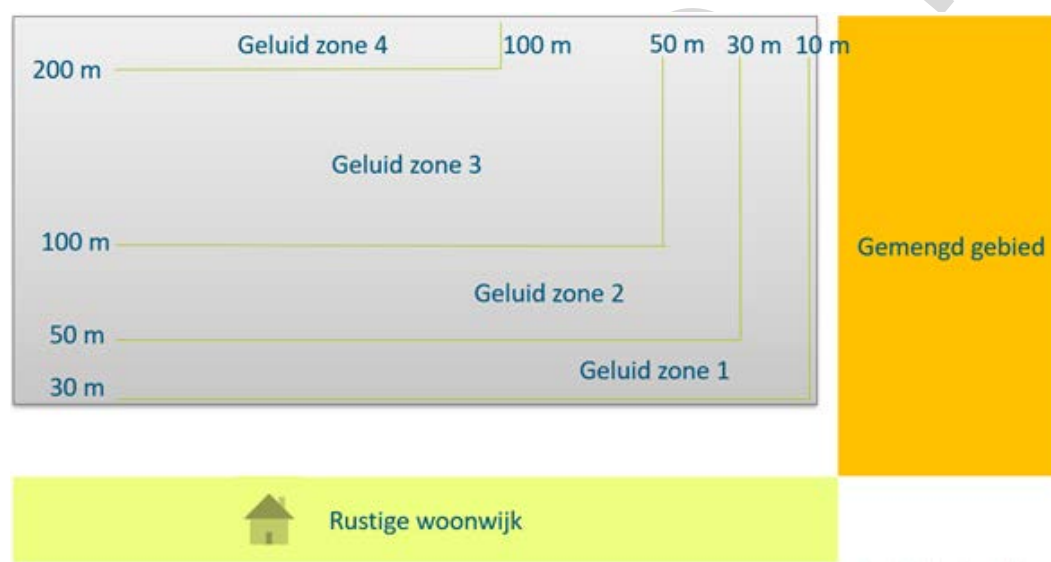 Geluid zone 4 100 m 50 m 30 m 10 m
200 m
Geluid zone 3
100 m
Gemengd gebied
Geluid zone 2
50 m
Geluid zone 1
30 m
Rustige woonwijk